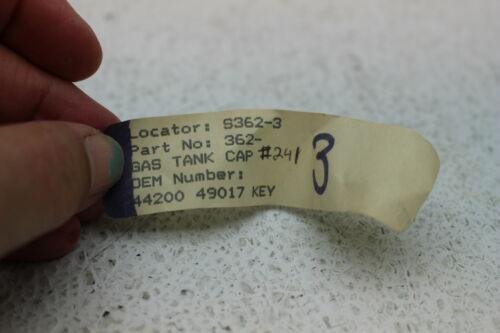 Locator: S362-3
Part No: 362-
GAS TANK CAP #241
OEM Number:
44200 49017 KEY
3